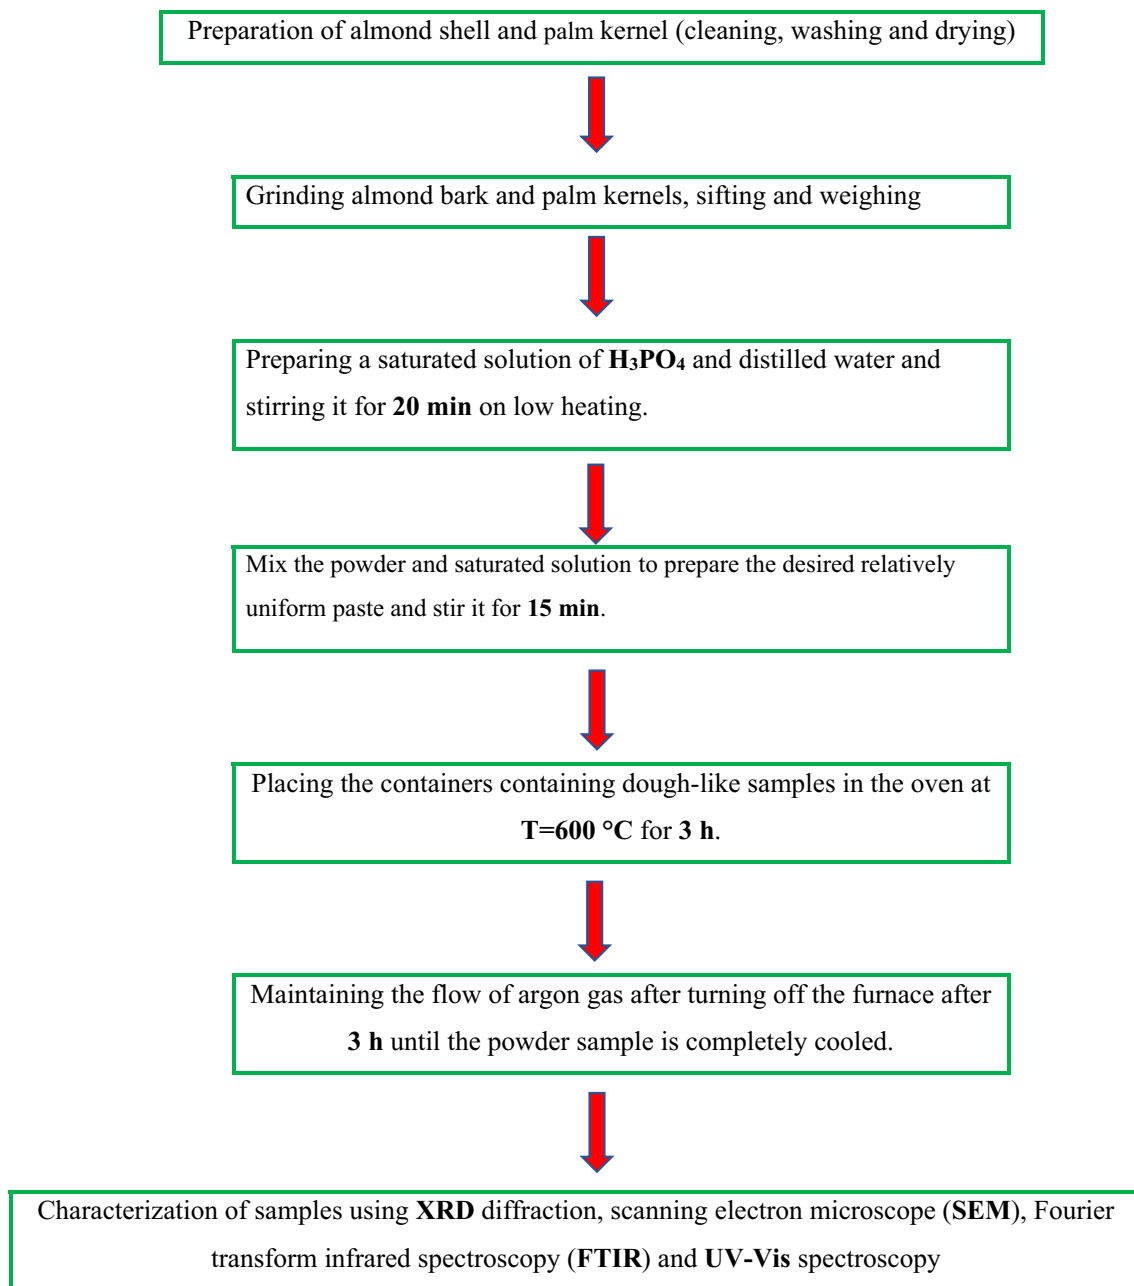 Preparation of almond shell and palm kernel (cleaning, washing and drying)
Grinding almond bark and palm kernels, sifting and weighing
Preparing a saturated solution of H₃PO₄ and distilled water and
stirring it for 20 min on low heating.
Mix the powder and saturated solution to prepare the desired relatively
uniform paste and stir it for 15 min.
Placing the containers containing dough-like samples in the oven at
T=600 °C for 3 h.
Maintaining the flow of argon gas after turning off the furnace after
3 h until the powder sample is completely cooled.
Characterization of samples using XRD diffraction, scanning electron microscope (SEM), Fourier
transform infrared spectroscopy (FTIR) and UV-Vis spectroscopy